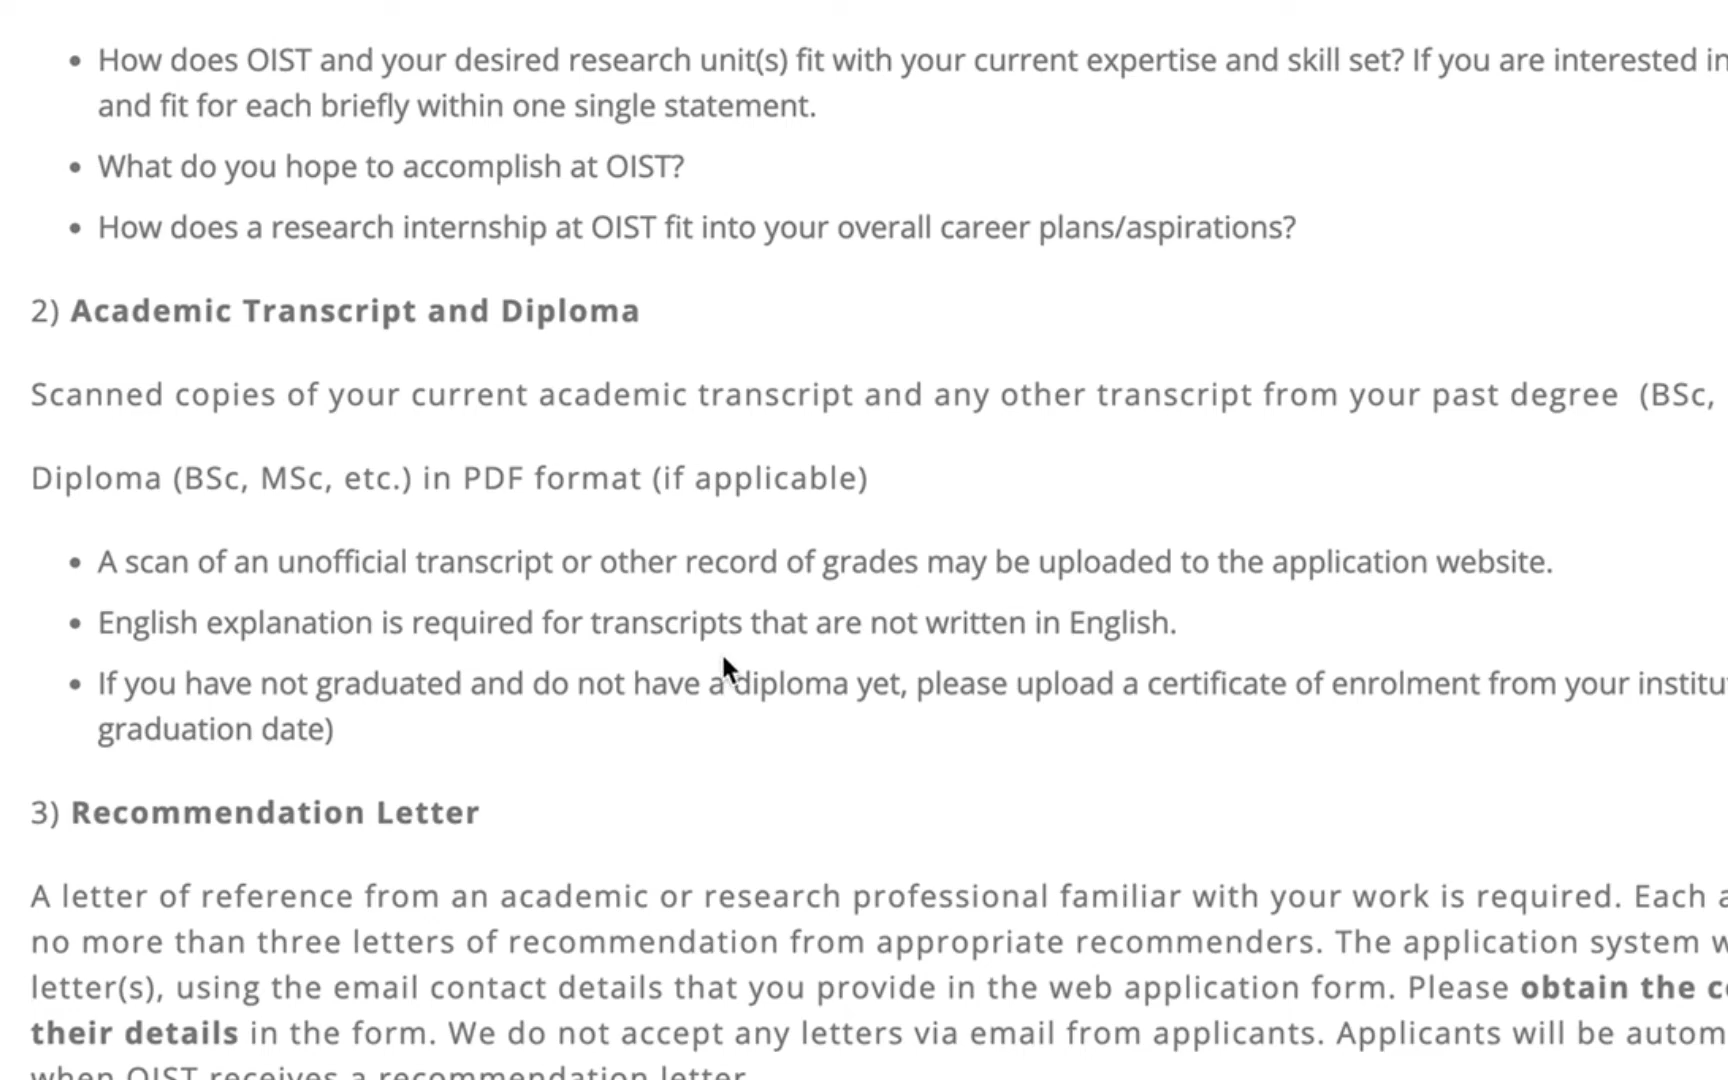 • How does OIST and your desired research unit(s) fit with your current expertise and skill set? If you are interested in
and fit for each briefly within one single statement.
• What do you hope to accomplish at OIST?
• How does a research internship at OIST fit into your overall career plans/aspirations?
2) Academic Transcript and Diploma
Scanned copies of your current academic transcript and any other transcript from your past degree (BSc,
Diploma (BSc, MSc, etc.) in PDF format (if applicable)
• A scan of an unofficial transcript or other record of grades may be uploaded to the application website.
• English explanation is required for transcripts that are not written in English.
• If you have not graduated and do not have a diploma yet, please upload a certificate of enrolment from your
graduation date)
3) Recommendation Letter
A letter of reference from an academic or research professional familiar with your work is required. Each
no more than three letters of recommendation from appropriate recommenders. The application system
letter(s), using the email contact details that you provide in the web application form. Please obtain the
their details in the form. We do not accept any letters via email from applicants. Applicants will be
when OIST receives a recommendation letter.